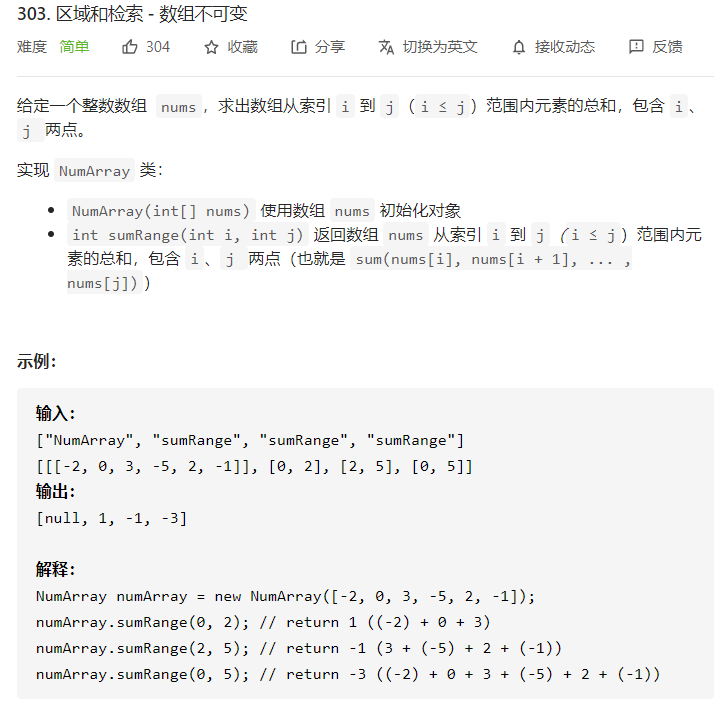 303. 区域和检索 - 数组不可变
难度 简单 304 收藏 分享 切换为英文 接收动态 反馈
给定一个整数数组 nums，求出数组从索引 i 到 j（i ≤ j）范围内元素的总和，包含 i、
j 两点。
实现 NumArray 类：
• NumArray(int[] nums) 使用数组 nums 初始化对象
• int sumRange(int i, int j) 返回数组 nums 从索引 i 到 j（i ≤ j）范围内元
素的总和，包含 i、j 两点（也就是 sum(nums[i], nums[i + 1], ... ,
nums[j])）
示例：
输入：
["NumArray", "sumRange", "sumRange", "sumRange"]
[[[-2, 0, 3, -5, 2, -1]], [0, 2], [2, 5], [0, 5]]
输出：
[null, 1, -1, -3]
解释：
NumArray numArray = new NumArray([-2, 0, 3, -5, 2, -1]);
numArray.sumRange(0, 2); // return 1 ((-2) + 0 + 3)
numArray.sumRange(2, 5); // return -1 (3 + (-5) + 2 + (-1))
numArray.sumRange(0, 5); // return -3 ((-2) + 0 + 3 + (-5) + 2 + (-1))